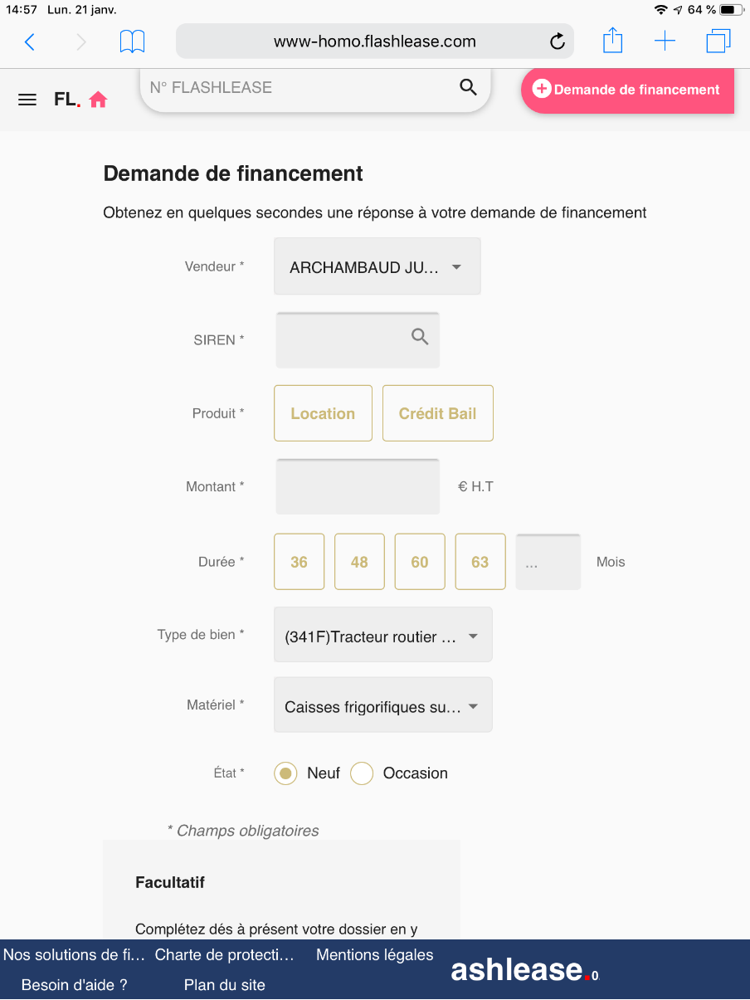 14:57 Lun. 21 janv. 64 %
www-homo.flashlease.com
FL. N° FLASHLEASE Demande de financement
Demande de financement
Obtenez en quelques secondes une réponse à votre demande de financement
Vendeur * ARCHAMBAUD JU...
SIREN *
Produit * Location Crédit Bail
Montant * € H.T
Durée * 36 48 60 63 ... Mois
Type de bien * (341F)Tracteur routier ...
Matériel * Caisses frigorifiques su...
État * Neuf Occasion
* Champs obligatoires
Facultatif
Complétez dés à présent votre dossier en y
Nos solutions de fi... Charte de protecti... Mentions légales
ashlease.0
Besoin d'aide ? Plan du site